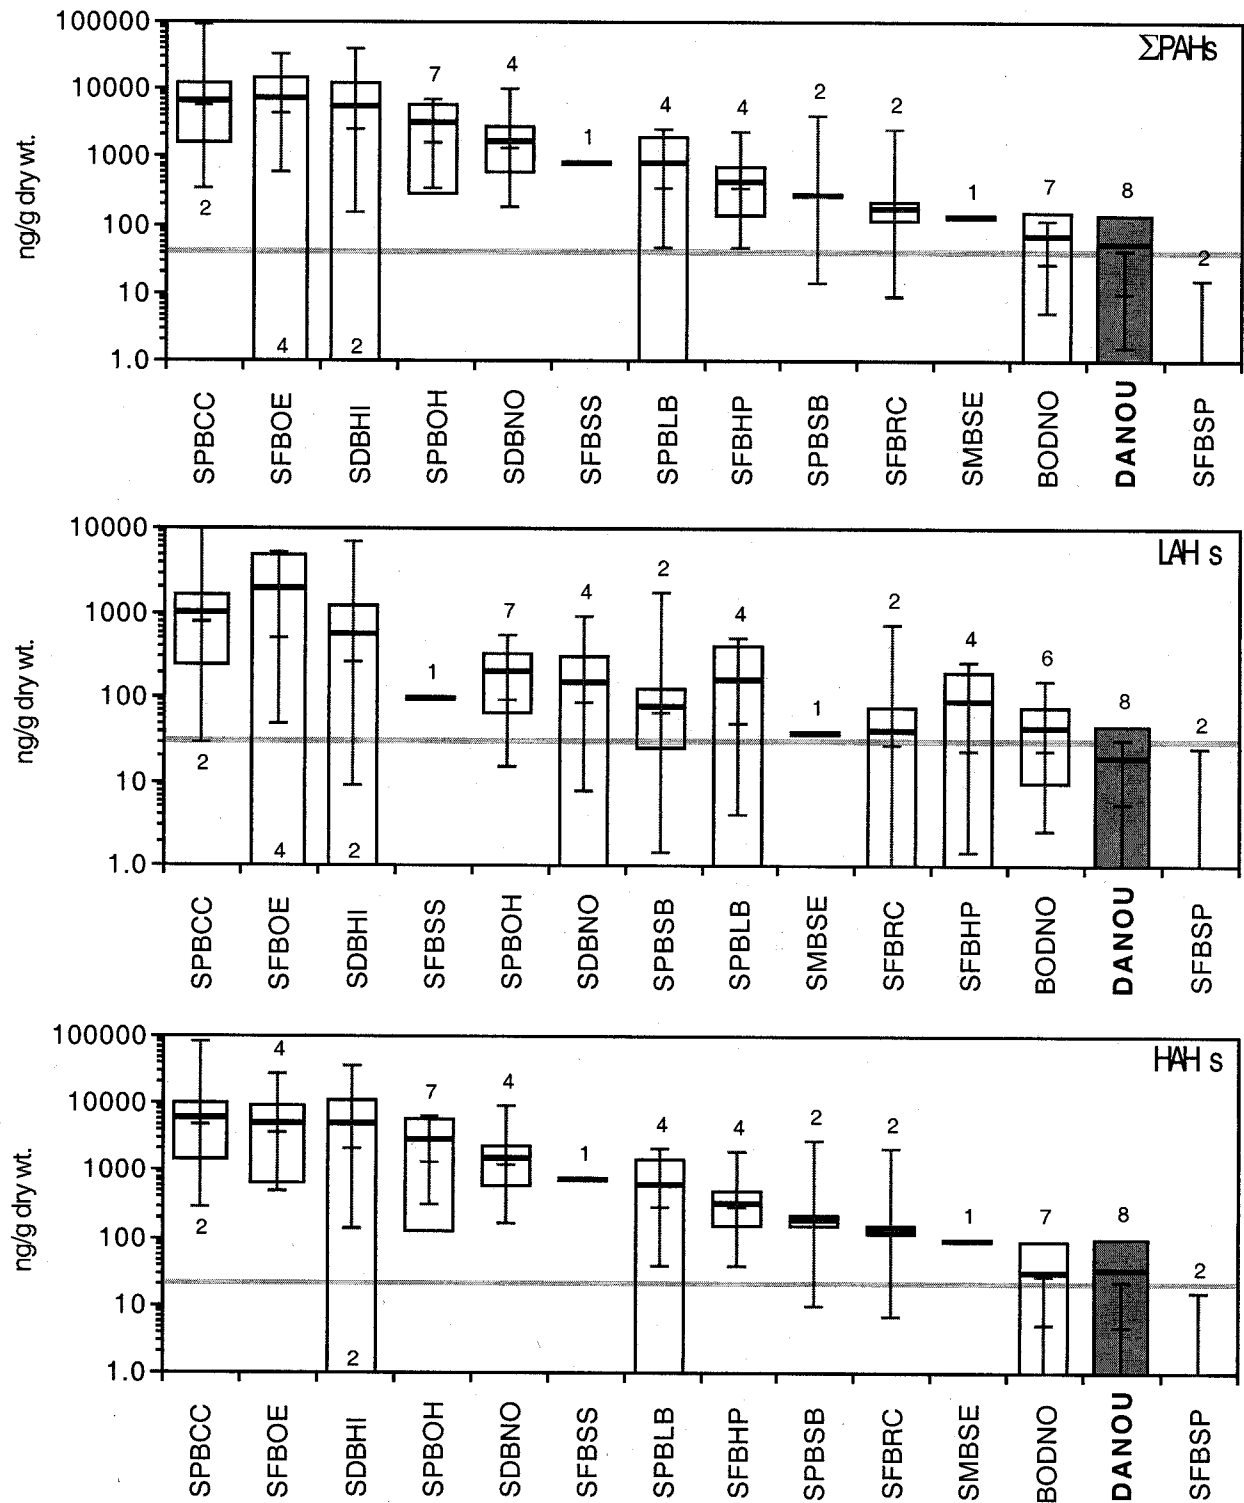 ΣPAHs
100000
10000
1000
100
10
1.0
ng/g dry wt.
2
4
2
7
4
1
4
4
2
2
1
7
8
2
SPBCC
SFBOE
SDBHI
SPBOH
SDBNO
SFBSS
SPBLB
SFBHP
SPBSB
SFBRC
SMBSE
BODNO
DANOU
SFBSP
LAH s
10000
1000
100
10
1.0
ng/g dry wt.
2
4
2
1
7
4
2
4
1
2
4
6
8
2
SPBCC
SFBOE
SDBHI
SFBSS
SPBOH
SDBNO
SPBSB
SPBLB
SMBSE
SFBRC
SFBHP
BODNO
DANOU
SFBSP
HAH s
100000
10000
1000
100
10
1.0
ng/g dry wt.
2
4
2
7
4
1
4
4
2
2
1
7
8
2
SPBCC
SFBOE
SDBHI
SPBOH
SDBNO
SFBSS
SPBLB
SFBHP
SPBSB
SFBRC
SMBSE
BODNO
DANOU
SFBSP